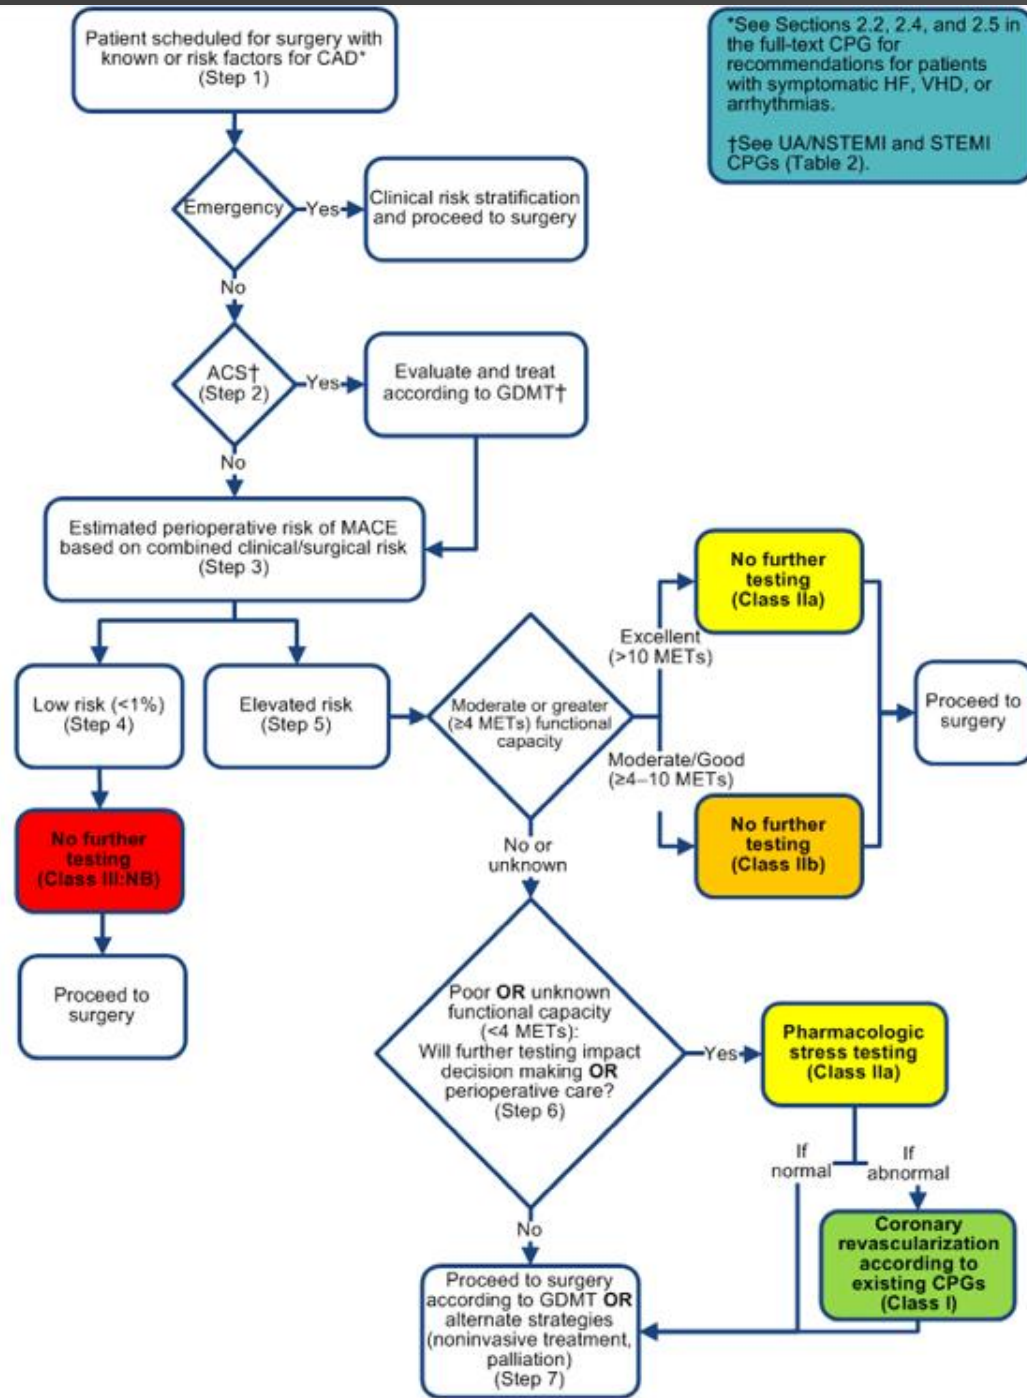 Patient scheduled for surgery with
known or risk factors for CAD*
(Step 1)
*See Sections 2.2, 2.4, and 2.5 in
the full-text CPG for
recommendations for patients
with symptomatic HF, VHD, or
arrhythmias.
†See UA/NSTEMI and STEMI
CPGs (Table 2).
Emergency
Yes
Clinical risk stratification
and proceed to surgery
No
ACS†
(Step 2)
Yes
Evaluate and treat
according to GDMT†
No
Estimated perioperative risk of MACE
based on combined clinical/surgical risk
(Step 3)
Low risk (<1%)
(Step 4)
Elevated risk
(Step 5)
Moderate or greater
(≥4 METs) functional
capacity
Excellent
(>10 METs)
No further
testing
(Class IIa)
Moderate/Good
(≥4–10 METs)
No further
testing
(Class IIb)
Proceed to
surgery
No further
testing
(Class III:NB)
Proceed to
surgery
No or
unknown
Poor OR unknown
functional capacity
(<4 METs):
Will further testing impact
decision making OR
perioperative care?
(Step 6)
Yes
Pharmacologic
stress testing
(Class IIa)
If
normal
If
abnormal
Coronary
revascularization
according to
existing CPGs
(Class I)
No
Proceed to surgery
according to GDMT OR
alternate strategies
(noninvasive treatment,
palliation)
(Step 7)